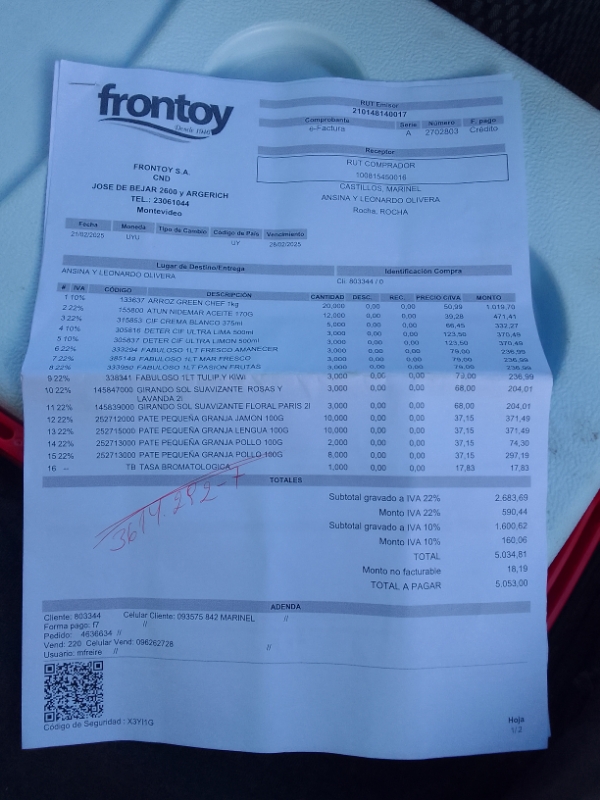 frontoy
Desde 1940
RUT Emisor
210148140017
Comprobante Serie Número F. pago
e-Factura A 2702803 Crédito
Receptor
RUT COMPRADOR
100815450016
CASTILLOS, MARINEL
ANSINA Y LEONARDO OLIVERA
Rocha, ROCHA
FRONTOY S.A.
CND
JOSE DE BEJAR 2600 y ARGERICH
TEL.: 23061044
Montevideo
Fecha Moneda Tipo de Cambio Código de País Vencimiento
21/02/2025 UYU UY 28/02/2025
Lugar de Destino/Entrega Identificación Compra
ANSINA Y LEONARDO OLIVERA Cli: 803344 / 0
# IVA CÓDIGO DESCRIPCIÓN CANTIDAD DESC. REC. PRECIO C/IVA MONTO
1 10% 133637 ARROZ GREEN CHEF 1kg 20,000 0,00 0,00 50,99 1.019,70
2 22% 155800 ATUN NIDEMAR ACEITE 170G 12,000 0,00 0,00 39,28 471,41
3 22% 315853 CIF CREMA BLANCO 375ml 5,000 0,00 0,00 66,45 332,27
4 10% 305818 DETER CIF ULTRA LIMA 500ml 3,000 0,00 0,00 123,50 370,49
5 10% 305837 DETER CIF ULTRA LIMON 500ml 3,000 0,00 0,00 123,50 370,49
6 22% 333294 FABULOSO 1LT FRESCO AMANECER 3,000 0,00 0,00 79,00 236,99
7 22% 385149 FABULOSO 1LT MAR FRESCO 3,000 0,00 0,00 79,00 236,99
8 22% 333950 FABULOSO 1LT PASION FRUTAS 3,000 0,00 0,00 79,00 236,99
9 22% 338341 FABULOSO 1LT TULIP.Y KIWI 3,000 0,00 0,00 79,00 236,99
10 22% 145847000 GIRANDO SOL SUAVIZANTE ROSAS Y 3,000 0,00 0,00 68,00 204,01
LAVANDA 2l
11 22% 145839000 GIRANDO SOL SUAVIZANTE FLORAL PARIS 2l 3,000 0,00 0,00 68,00 204,01
12 22% 252712000 PATE PEQUEÑA GRANJA JAMON 100G 10,000 0,00 0,00 37,15 371,49
13 22% 252715000 PATE PEQUEÑA GRANJA LENGUA 100G 10,000 0,00 0,00 37,15 371,49
14 22% 252713000 PATE PEQUEÑA GRANJA POLLO 100G 2,000 0,00 0,00 37,15 74,30
15 22% 252713000 PATE PEQUEÑA GRANJA POLLO 100G 8,000 0,00 0,00 37,15 297,19
16 -- TB TASA BROMATOLOGICA 1,000 0,00 0,00 17,83 17,83
TOTALES
3614.292-7
Subtotal gravado a IVA 22% 2.683,69
Monto IVA 22% 590,44
Subtotal gravado a IVA 10% 1.600,62
Monto IVA 10% 160,06
TOTAL 5.034,81
Monto no facturable 18,19
TOTAL A PAGAR 5.053,00
ADENDA
Cliente: 803344 Celular Cliente: 093575 842 MARINEL //
Forma pago: f7 //
Pedido: 4636634 //
Vend: 220 Celular Vend: 096262728 //
Usuario: mfreire //
Código de Seguridad : X3YI1G
Hoja
1/2